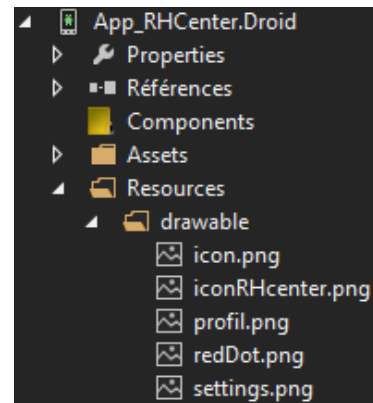 App_RHCenter.Droid
Properties
Références
Components
Assets
Resources
drawable
icon.png
iconRHcenter.png
profil.png
redDot.png
settings.png